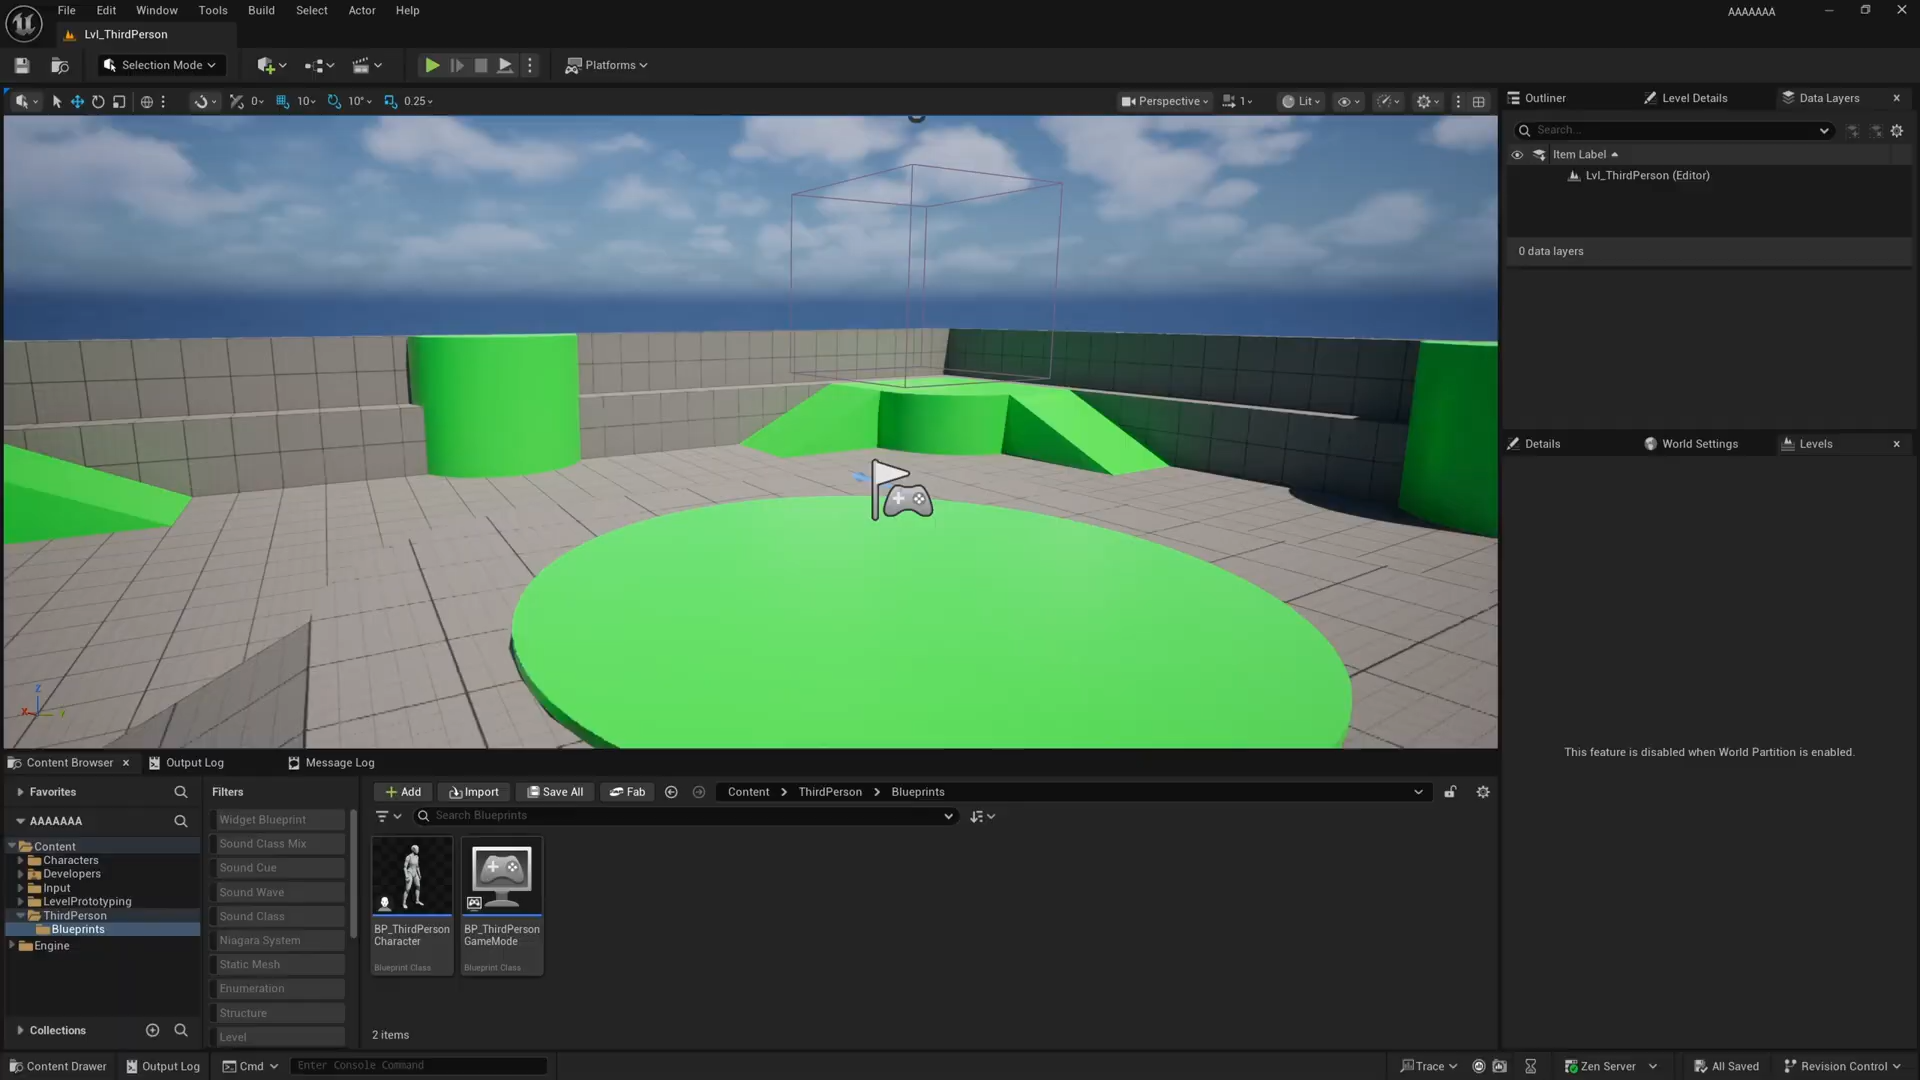 File Edit Window Tools Build Select Actor Help
AAAAAAA
Lvl_ThirdPerson
Selection Mode
Platforms
0 10 10° 0.25
Perspective 1 Lit
Outliner Level Details Data Layers
Search...
Item Label
Lvl_ThirdPerson (Editor)
0 data layers
Details World Settings Levels
This feature is disabled when World Partition is enabled.
Z
X Y
Content Browser Output Log Message Log
Favorites
AAAAAAA
Content
Characters
Developers
Input
LevelPrototyping
ThirdPerson
Blueprints
Engine
Collections
Filters
Widget Blueprint
Sound Class Mix
Sound Cue
Sound Wave
Sound Class
Niagara System
Static Mesh
Enumeration
Structure
Level
Add Import Save All Fab Content ThirdPerson Blueprints
Search Blueprints
BP_ThirdPerson
Character
Blueprint Class
BP_ThirdPerson
GameMode
Blueprint Class
2 items
Content Drawer Output Log Cmd Enter Console Command Trace Zen Server All Saved Revision Control